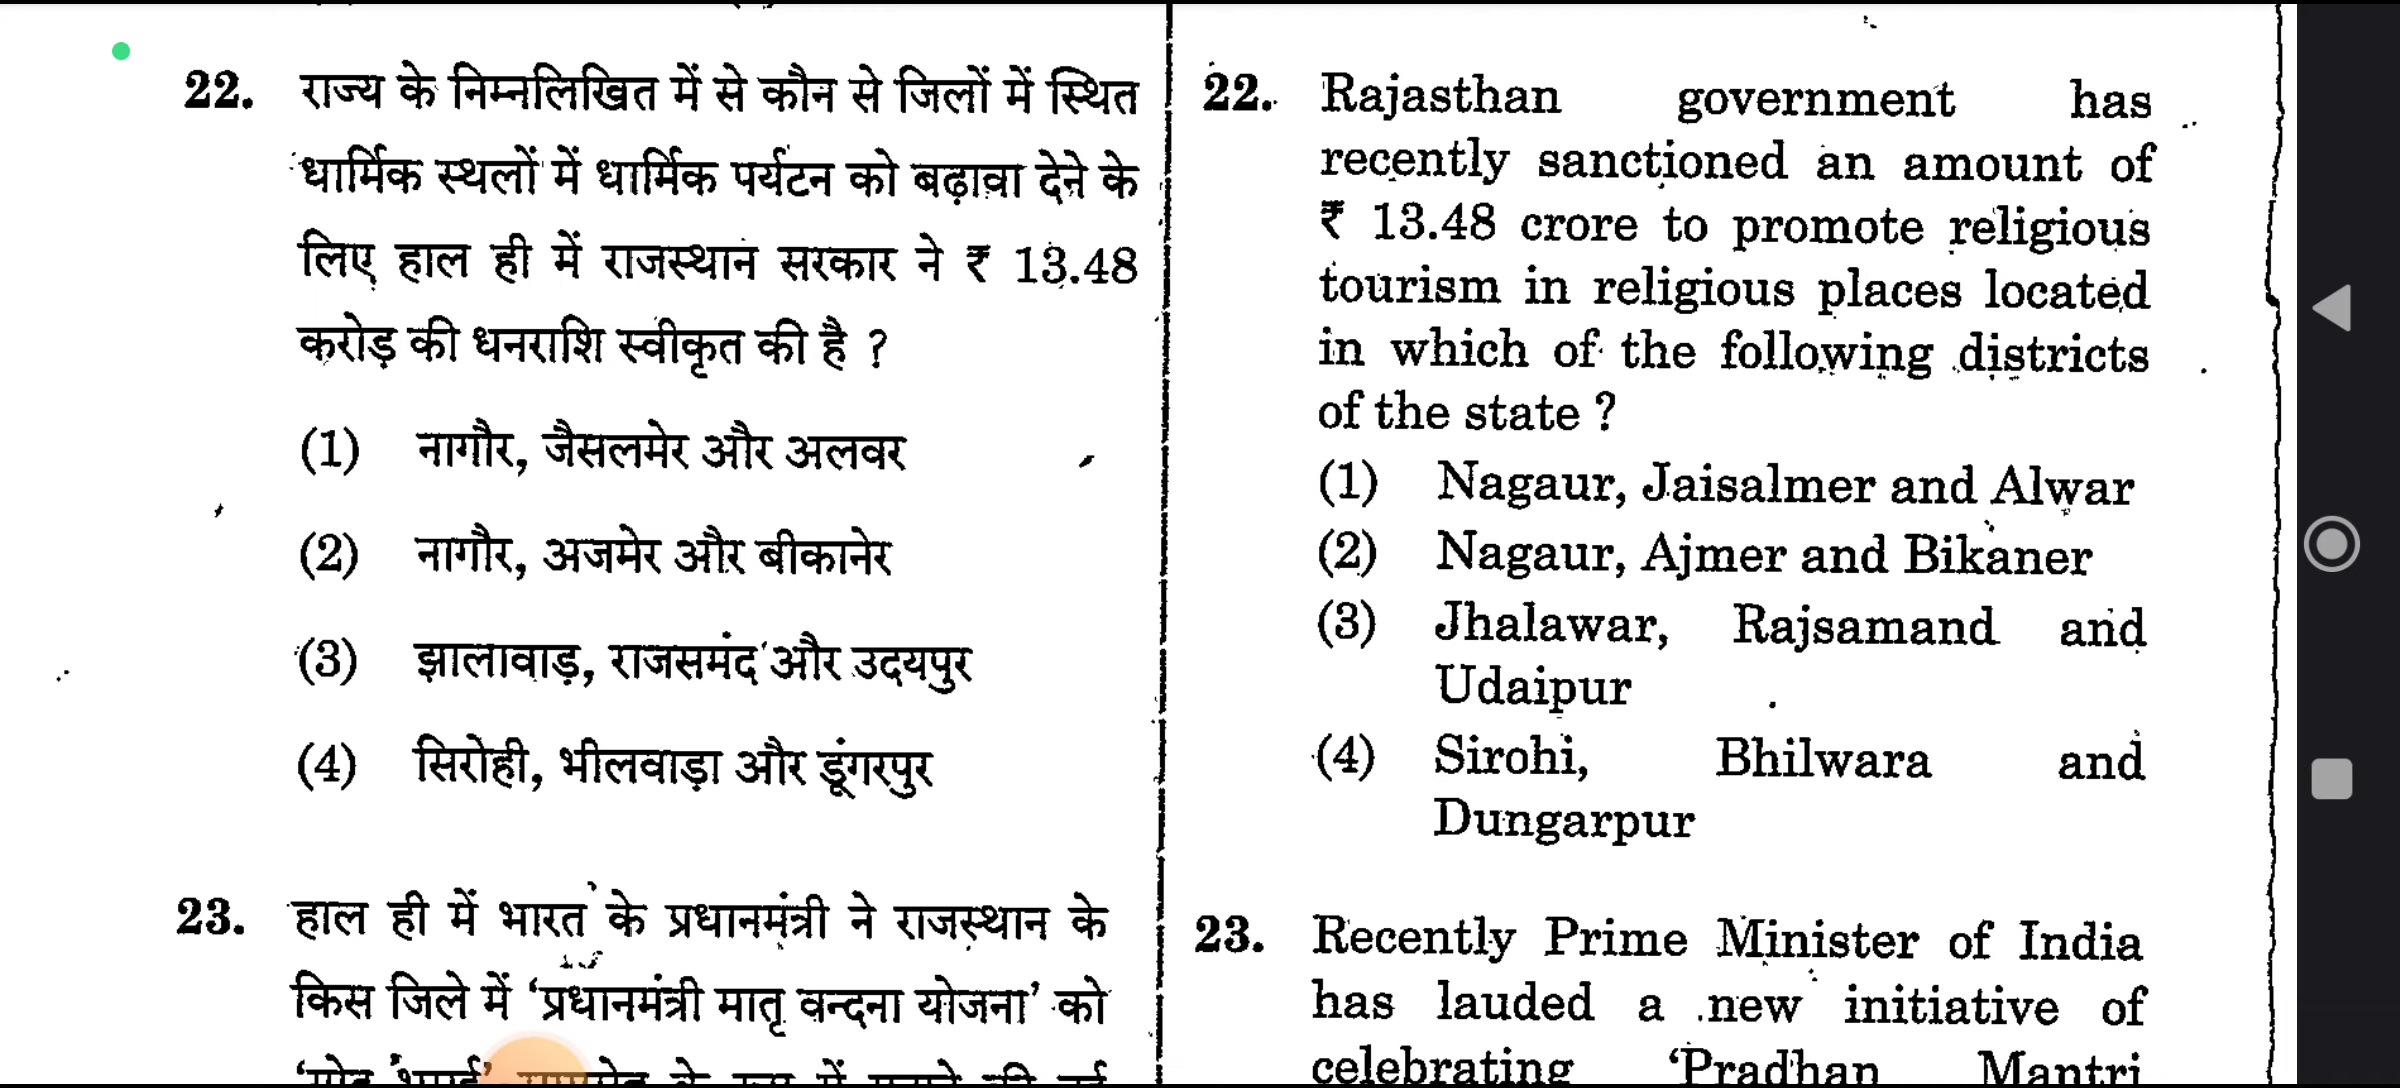 22. राज्य के निम्नलिखित में से कौन से जिलों में स्थित
धार्मिक स्थलों में धार्मिक पर्यटन को बढ़ावा देने के
लिए हाल ही में राजस्थान सरकार ने ₹ 13.48
करोड़ की धनराशि स्वीकृत की है ?
(1) नागौर, जैसलमेर और अलवर
(2) नागौर, अजमेर और बीकानेर
(3) झालावाड़, राजसमंद और उदयपुर
(4) सिरोही, भीलवाड़ा और डूंगरपुर
23. हाल ही में भारत के प्रधानमंत्री ने राजस्थान के
किस जिले में ‘प्रधानमंत्री मातृ वन्दना योजना’ को
22. Rajasthan government has
recently sanctioned an amount of
₹ 13.48 crore to promote religious
tourism in religious places located
in which of the following districts
of the state ?
(1) Nagaur, Jaisalmer and Alwar
(2) Nagaur, Ajmer and Bikaner
(3) Jhalawar, Rajsamand and
Udaipur
(4) Sirohi, Bhilwara and
Dungarpur
23. Recently Prime Minister of India
has lauded a new initiative of
celebrating ‘Pradhan Mantri